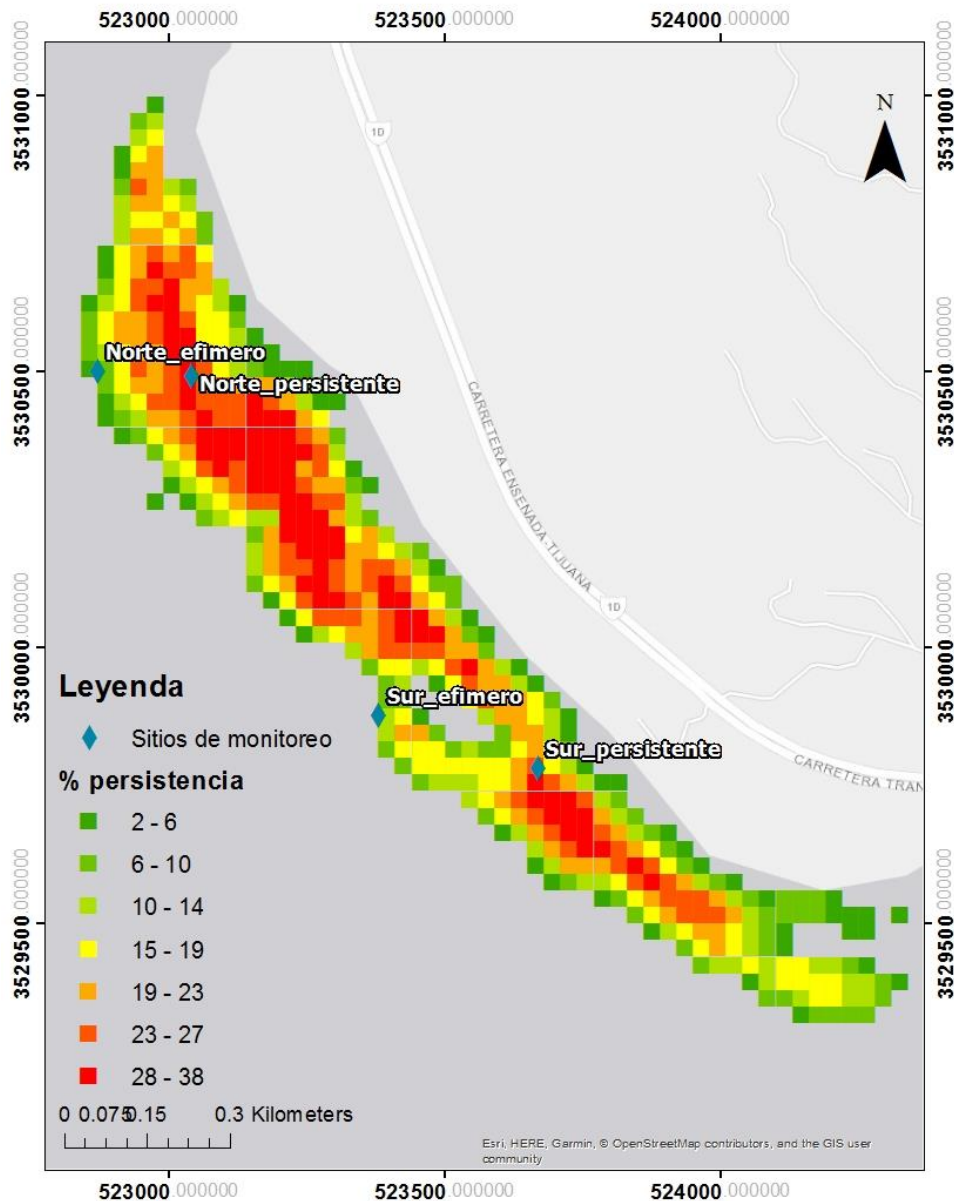 523000.000000 523500.000000 524000.000000
3531000.000000
3531000.000000
N
1D
3530500.000000
3530500.000000
Norte_efimero
Norte_persistente
CARRETERA ENSENADA-TIJUANA
1D
3530000.000000
3530000.000000
Sur_efimero
Sur_persistente
CARRETERA TRAN
Leyenda
Sitios de monitoreo
% persistencia
2 - 6
6 - 10
10 - 14
15 - 19
19 - 23
23 - 27
28 - 38
3529500.000000
3529500.000000
0 0.075 0.15 0.3 Kilometers
Esri, HERE, Garmin, © OpenStreetMap contributors, and the GIS user
community
523000.000000 523500.000000 524000.000000